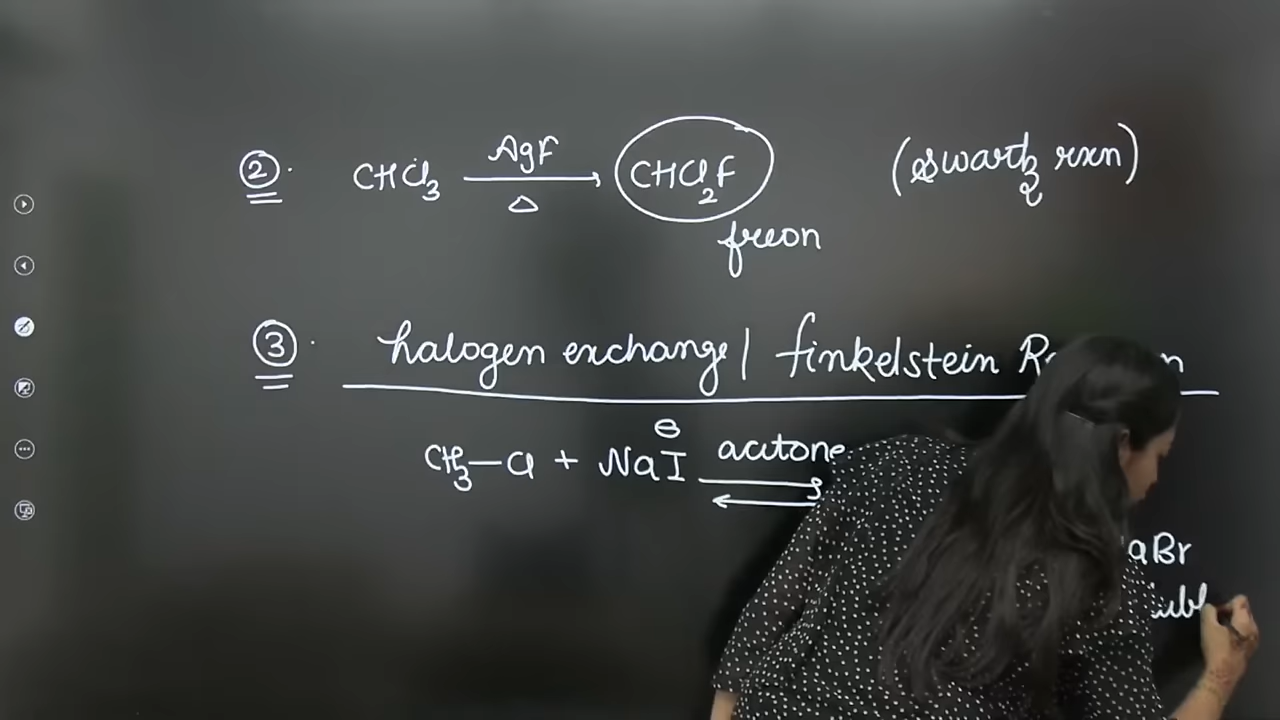 ②. CHCl₃ —AgF/△→ CHCl₂F (Swartz rxn)
freon
③. halogen exchange / finkelstein
CH₃—Cl + NaI⊖ ⇌ acetone
aBr